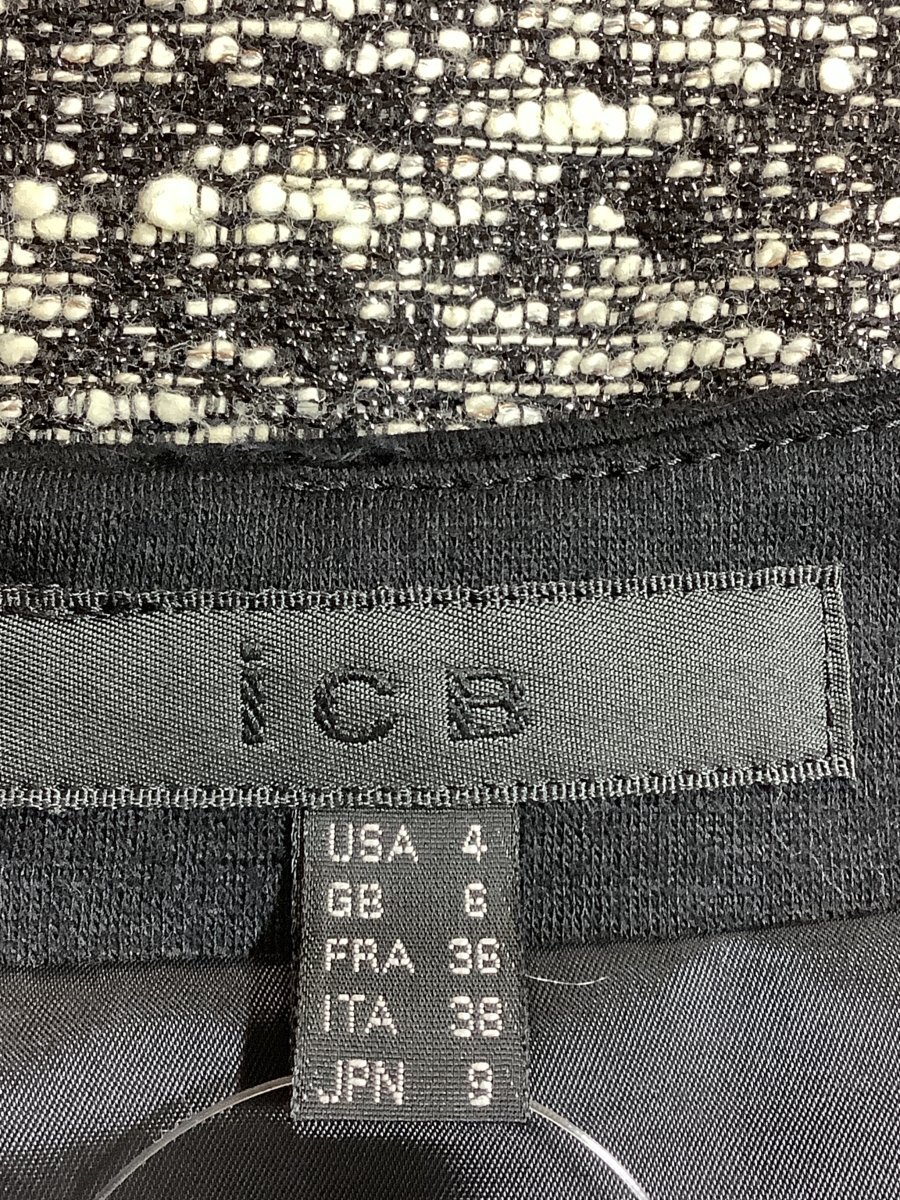 iCB
USA 4
GB 6
FRA 36
ITA 38
JPN 9